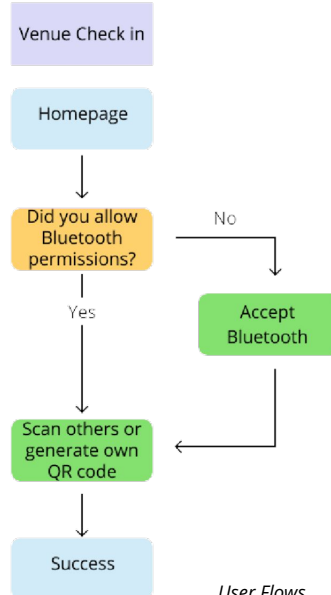 Venue Check in
Homepage
Did you allow
Bluetooth
permissions?
No
Yes
Accept
Bluetooth
Scan others or
generate own
QR code
Success
User Flows